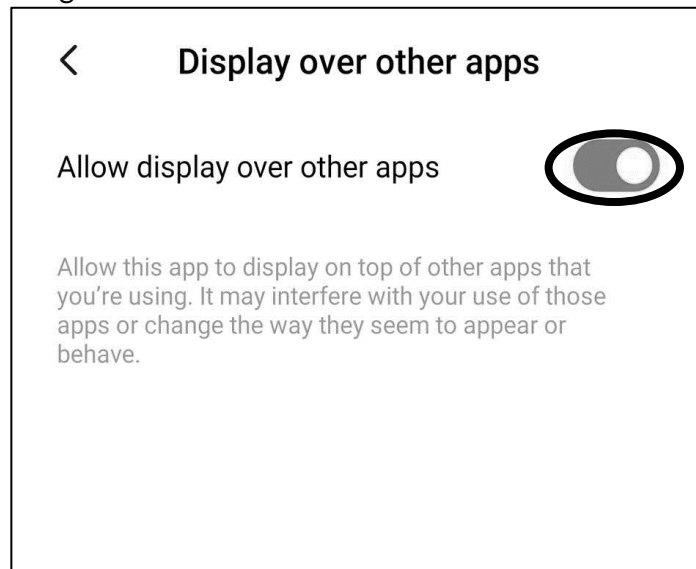 Display over other apps
Allow display over other apps
Allow this app to display on top of other apps that
you're using. It may interfere with your use of those
apps or change the way they seem to appear or
behave.